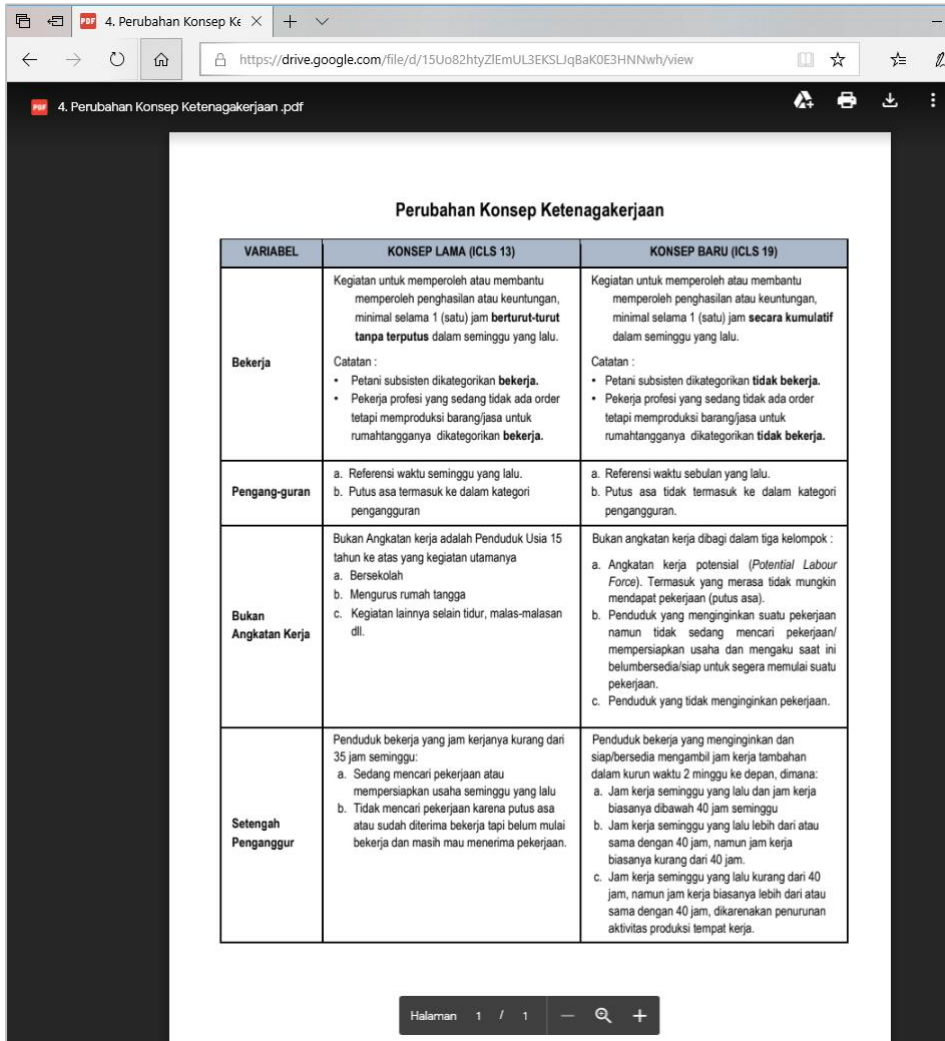 4. Perubahan Konsep Ke
https://drive.google.com/file/d/15Uo82htyZlEmUL3EKSLJqBaK0E3HNNwh/view
PDF 4. Perubahan Konsep Ketenagakerjaan .pdf
Perubahan Konsep Ketenagakerjaan
VARIABEL
KONSEP LAMA (ICLS 13)
KONSEP BARU (ICLS 19)
Bekerja
Kegiatan untuk memperoleh atau membantu
memperoleh penghasilan atau keuntungan,
minimal selama 1 (satu) jam berturut-turut
tanpa terputus dalam seminggu yang lalu.
Catatan :
• Petani subsisten dikategorikan bekerja.
• Pekerja profesi yang sedang tidak ada order
tetapi memproduksi barang/jasa untuk
rumahtangganya dikategorikan bekerja.
Kegiatan untuk memperoleh atau membantu
memperoleh penghasilan atau keuntungan,
minimal selama 1 (satu) jam secara kumulatif
dalam seminggu yang lalu.
Catatan :
• Petani subsisten dikategorikan tidak bekerja.
• Pekerja profesi yang sedang tidak ada order
tetapi memproduksi barang/jasa untuk
rumahtangganya dikategorikan tidak bekerja.
Pengang-guran
a. Referensi waktu seminggu yang lalu.
b. Putus asa termasuk ke dalam kategori
pengangguran
a. Referensi waktu sebulan yang lalu.
b. Putus asa tidak termasuk ke dalam kategori
pengangguran.
Bukan
Angkatan Kerja
Bukan Angkatan kerja adalah Penduduk Usia 15
tahun ke atas yang kegiatan utamanya
a. Bersekolah
b. Mengurus rumah tangga
c. Kegiatan lainnya selain tidur, malas-malasan
dll.
Bukan angkatan kerja dibagi dalam tiga kelompok :
a. Angkatan kerja potensial (Potential Labour
Force). Termasuk yang merasa tidak mungkin
mendapat pekerjaan (putus asa).
b. Penduduk yang menginginkan suatu pekerjaan
namun tidak sedang mencari pekerjaan/
mempersiapkan usaha dan mengaku saat ini
belumbersedia/siap untuk segera memulai suatu
pekerjaan.
c. Penduduk yang tidak menginginkan pekerjaan.
Setengah
Penganggur
Penduduk bekerja yang jam kerjanya kurang dari
35 jam seminggu:
a. Sedang mencari pekerjaan atau
mempersiapkan usaha seminggu yang lalu
b. Tidak mencari pekerjaan karena putus asa
atau sudah diterima bekerja tapi belum mulai
bekerja dan masih mau menerima pekerjaan.
Penduduk bekerja yang menginginkan dan
siap/bersedia mengambil jam kerja tambahan
dalam kurun waktu 2 minggu ke depan, dimana:
a. Jam kerja seminggu yang lalu dan jam kerja
biasanya dibawah 40 jam seminggu
b. Jam kerja seminggu yang lalu lebih dari atau
sama dengan 40 jam, namun jam kerja
biasanya kurang dari 40 jam.
c. Jam kerja seminggu yang lalu kurang dari 40
jam, namun jam kerja biasanya lebih dari atau
sama dengan 40 jam, dikarenakan penurunan
aktivitas produksi tempat kerja.
Halaman 1 / 1